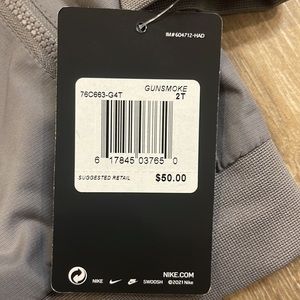 IIA# 604712-HAD
GUNSMOKE
76C663-G4T 2T
6 17845 03765 0
SUGGESTED RETAIL $50.00
NIKE.COM
NIKE SWOOSH ©2021 Nike